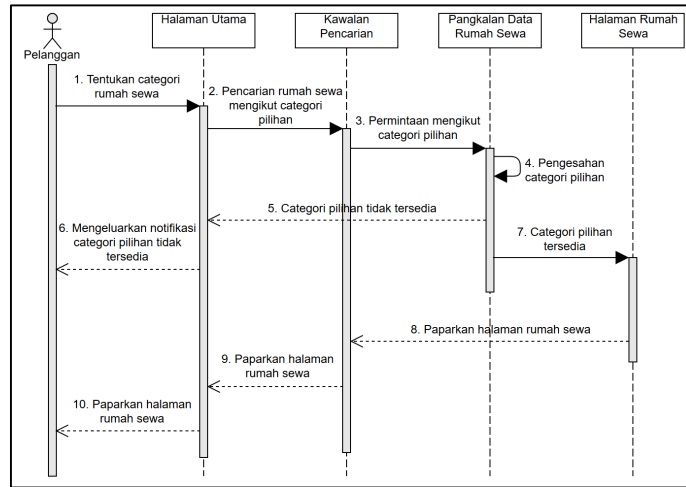 Halaman Utama
Kawalan
Pencarian
Pangkalan Data
Rumah Sewa
Halaman Rumah
Sewa
Pelanggan
1. Tentukan categori
rumah sewa
2. Pencarian rumah sewa
mengikut categori
pilihan
3. Permintaan mengikut
categori pilihan
4. Pengesahan
categori pilihan
5. Categori pilihan tidak tersedia
6. Mengeluarkan notifikasi
categori pilihan tidak
tersedia
7. Categori pilihan
tersedia
8. Paparkan halaman rumah sewa
9. Paparkan halaman
rumah sewa
10. Paparkan halaman
rumah sewa